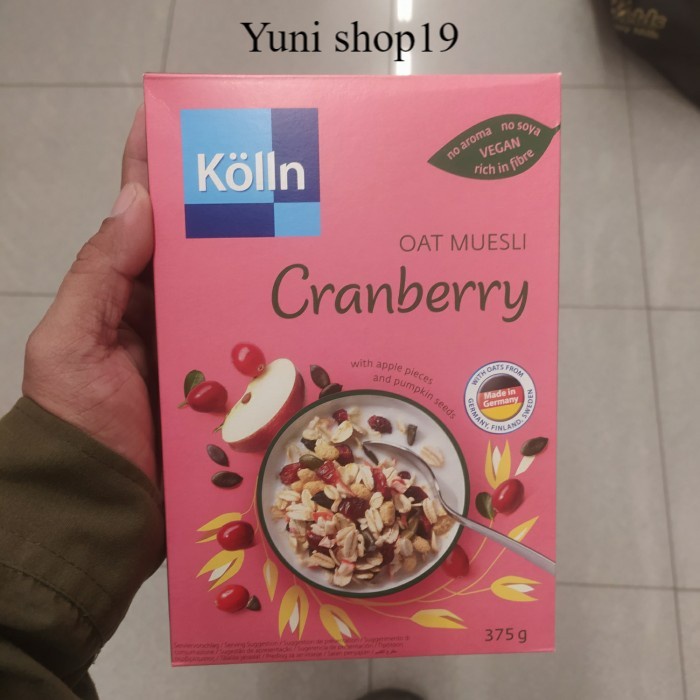 Yuni shop19
Kölln
no aroma no soya
VEGAN
rich in fibre
OAT MUESLI
Cranberry
with apple pieces
and pumpkin seeds
WITH OATS FROM
Made in
Germany
GERMANY, FINLAND, SWEDEN
375 g